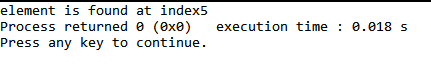 element is found at index5
Process returned 0 (0x0)   execution time : 0.018 s
Press any key to continue.